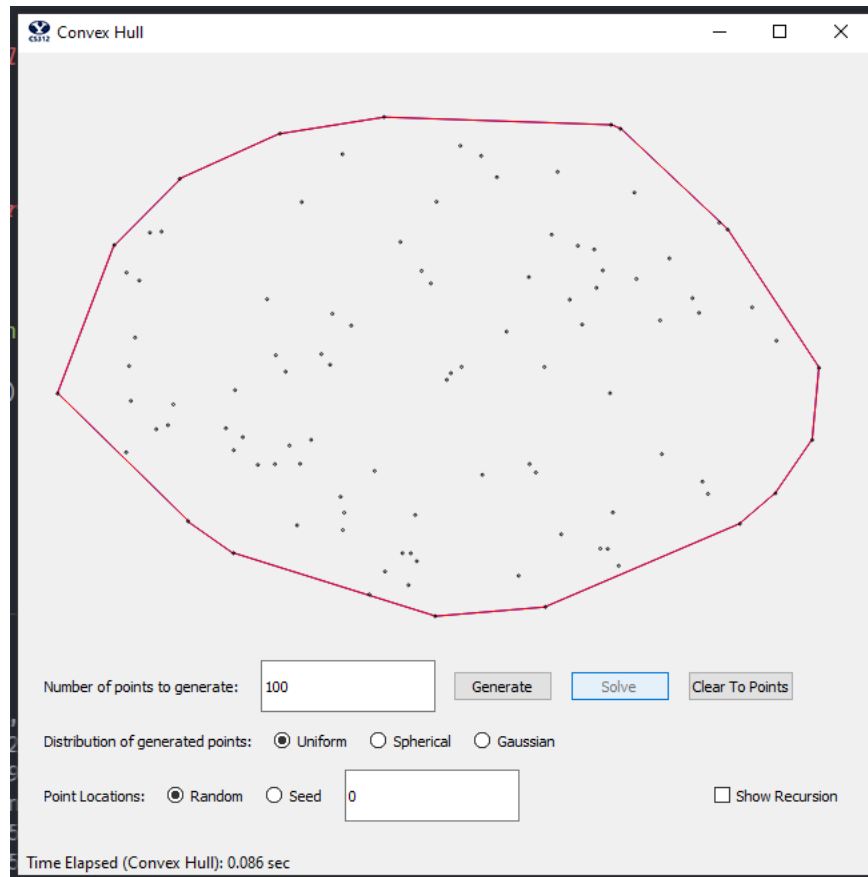 CS312 Convex Hull
Number of points to generate: 100 Generate Solve Clear To Points
Distribution of generated points: Uniform Spherical Gaussian
Point Locations: Random Seed 0 Show Recursion
Time Elapsed (Convex Hull): 0.086 sec